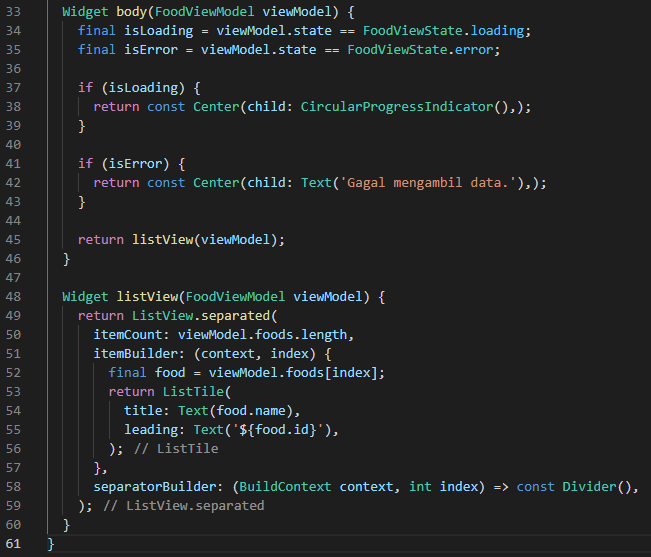 33 Widget body(FoodViewModel viewModel) {
34 final isLoading = viewModel.state == FoodViewState.loading;
35 final isError = viewModel.state == FoodViewState.error;
36
37 if (isLoading) {
38 return const Center(child: CircularProgressIndicator(),);
39 }
40
41 if (isError) {
42 return const Center(child: Text('Gagal mengambil data.'),);
43 }
44
45 return listView(viewModel);
46 }
47
48 Widget listView(FoodViewModel viewModel) {
49 return ListView.separated(
50 itemCount: viewModel.foods.length,
51 itemBuilder: (context, index) {
52 final food = viewModel.foods[index];
53 return ListTile(
54 title: Text(food.name),
55 leading: Text('${food.id}'),
56 ); // ListTile
57 },
58 separatorBuilder: (BuildContext context, int index) => const Divider(),
59 ); // ListView.separated
60 }
61 }